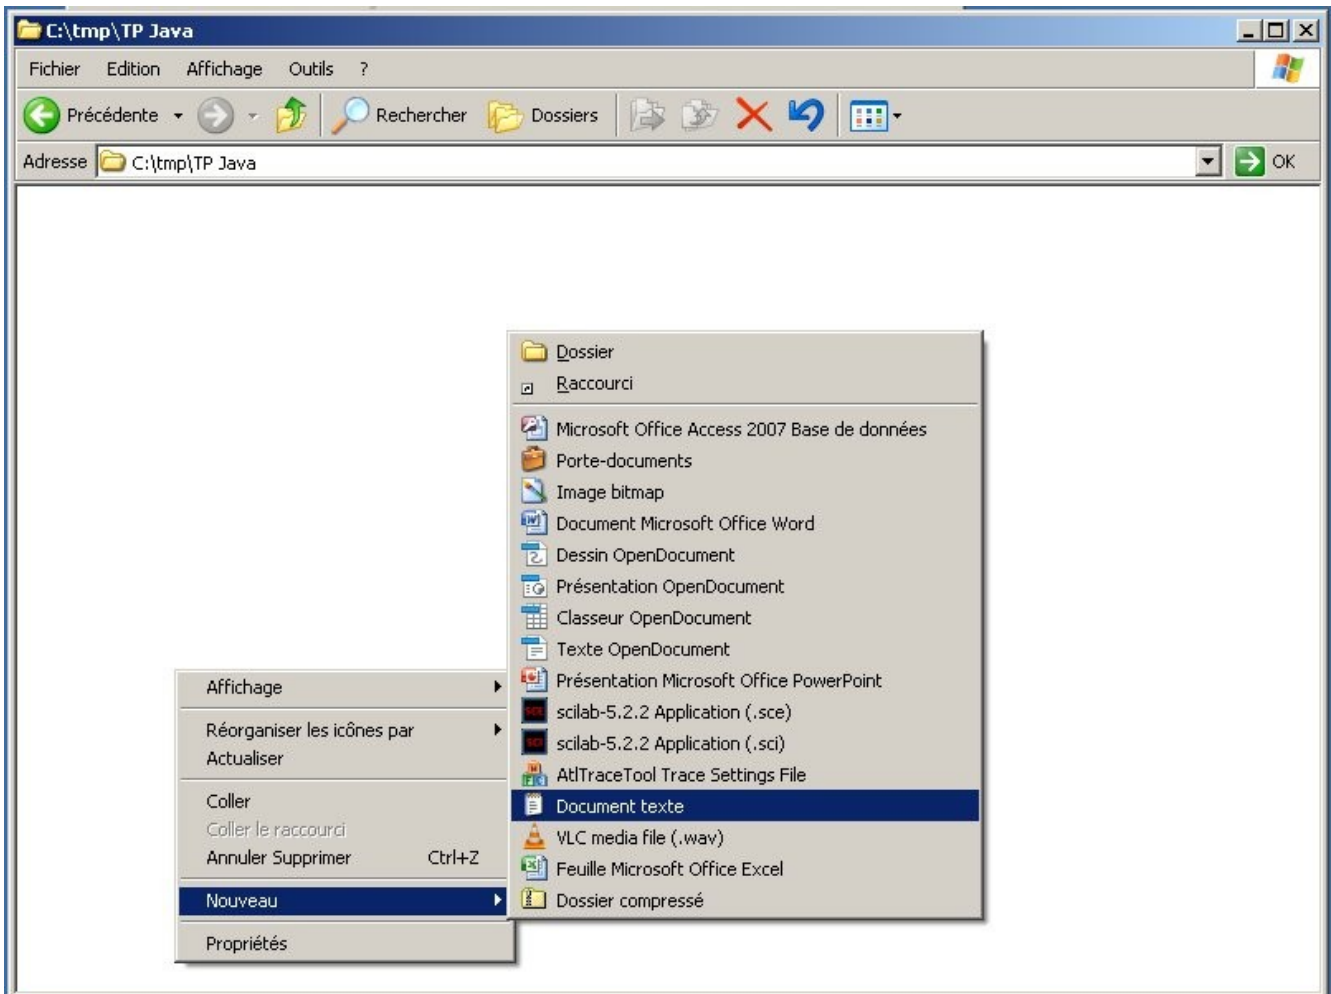 C:\tmp\TP Java
Fichier Edition Affichage Outils ?
Précédente Rechercher Dossiers
Adresse C:\tmp\TP Java OK
Dossier
Raccourci
Microsoft Office Access 2007 Base de données
Porte-documents
Image bitmap
Document Microsoft Office Word
Dessin OpenDocument
Présentation OpenDocument
Classeur OpenDocument
Texte OpenDocument
Présentation Microsoft Office PowerPoint
scilab-5.2.2 Application (.sce)
scilab-5.2.2 Application (.sci)
AtlTraceTool Trace Settings File
Document texte
VLC media file (.wav)
Feuille Microsoft Office Excel
Dossier compressé
Affichage
Réorganiser les icônes par
Actualiser
Coller
Coller le raccourci
Annuler Supprimer Ctrl+Z
Nouveau
Propriétés